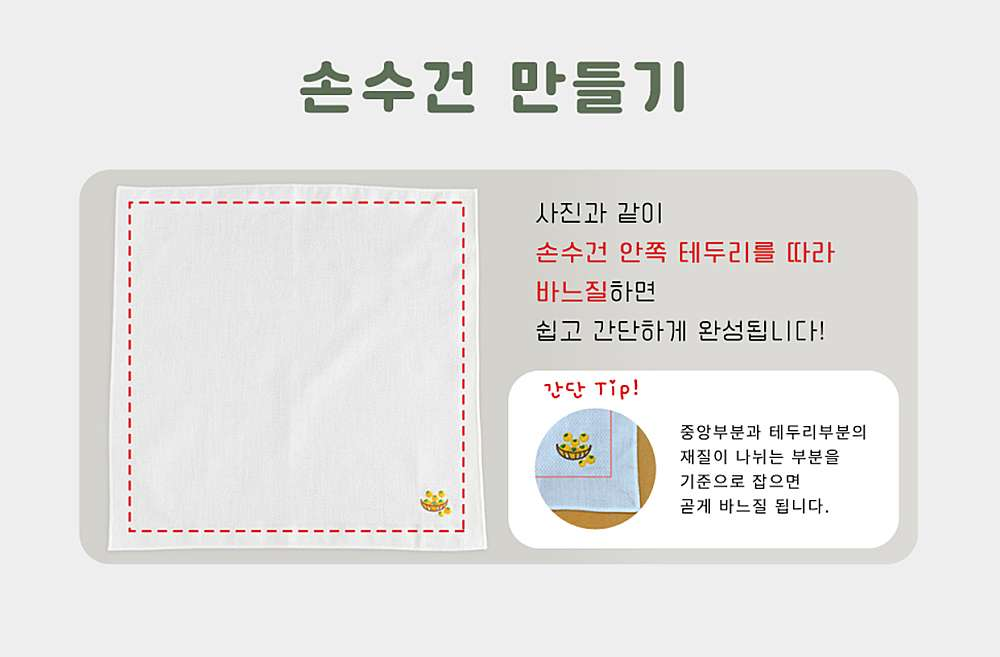 손수건 만들기
사진과 같이
손수건 안쪽 테두리를 따라
바느질하면
쉽고 간단하게 완성됩니다!
간단 Tip!
중앙부분과 테두리부분의
재질이 나뉘는 부분을
기준으로 잡으면
곧게 바느질 됩니다.